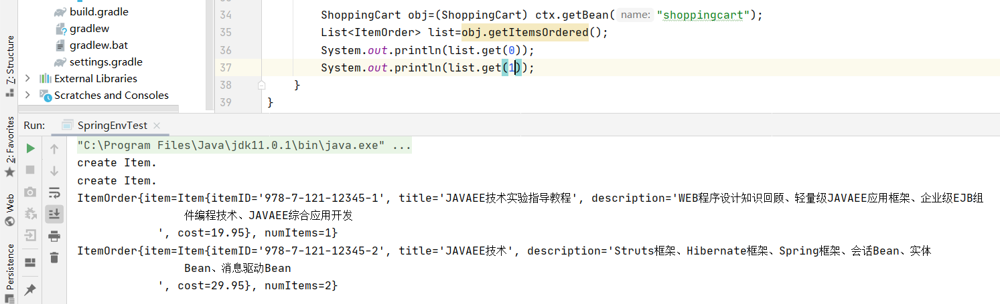 build.gradle
gradlew
gradlew.bat
settings.gradle
External Libraries
Scratches and Consoles
Z: Structure
2: Favorites
Web
Persistence
34 ShoppingCart obj=(ShoppingCart) ctx.getBean( name: "shoppingcart");
35 List<ItemOrder> list=obj.getItemsOrdered();
36 System.out.println(list.get(0));
37 System.out.println(list.get(1));
38 }
39 }
Run: SpringEnvTest
"C:\Program Files\Java\jdk11.0.1\bin\java.exe" ...
create Item.
create Item.
ItemOrder{item=Item{itemID='978-7-121-12345-1', title='JAVAEE技术实验指导教程', description='WEB程序设计知识回顾、轻量级JAVAEE应用框架、企业级EJB组
件编程技术、JAVAEE综合应用开发
', cost=19.95}, numItems=1}
ItemOrder{item=Item{itemID='978-7-121-12345-2', title='JAVAEE技术', description='Struts框架、Hibernate框架、Spring框架、会话Bean、实体
Bean、消息驱动Bean
', cost=29.95}, numItems=2}